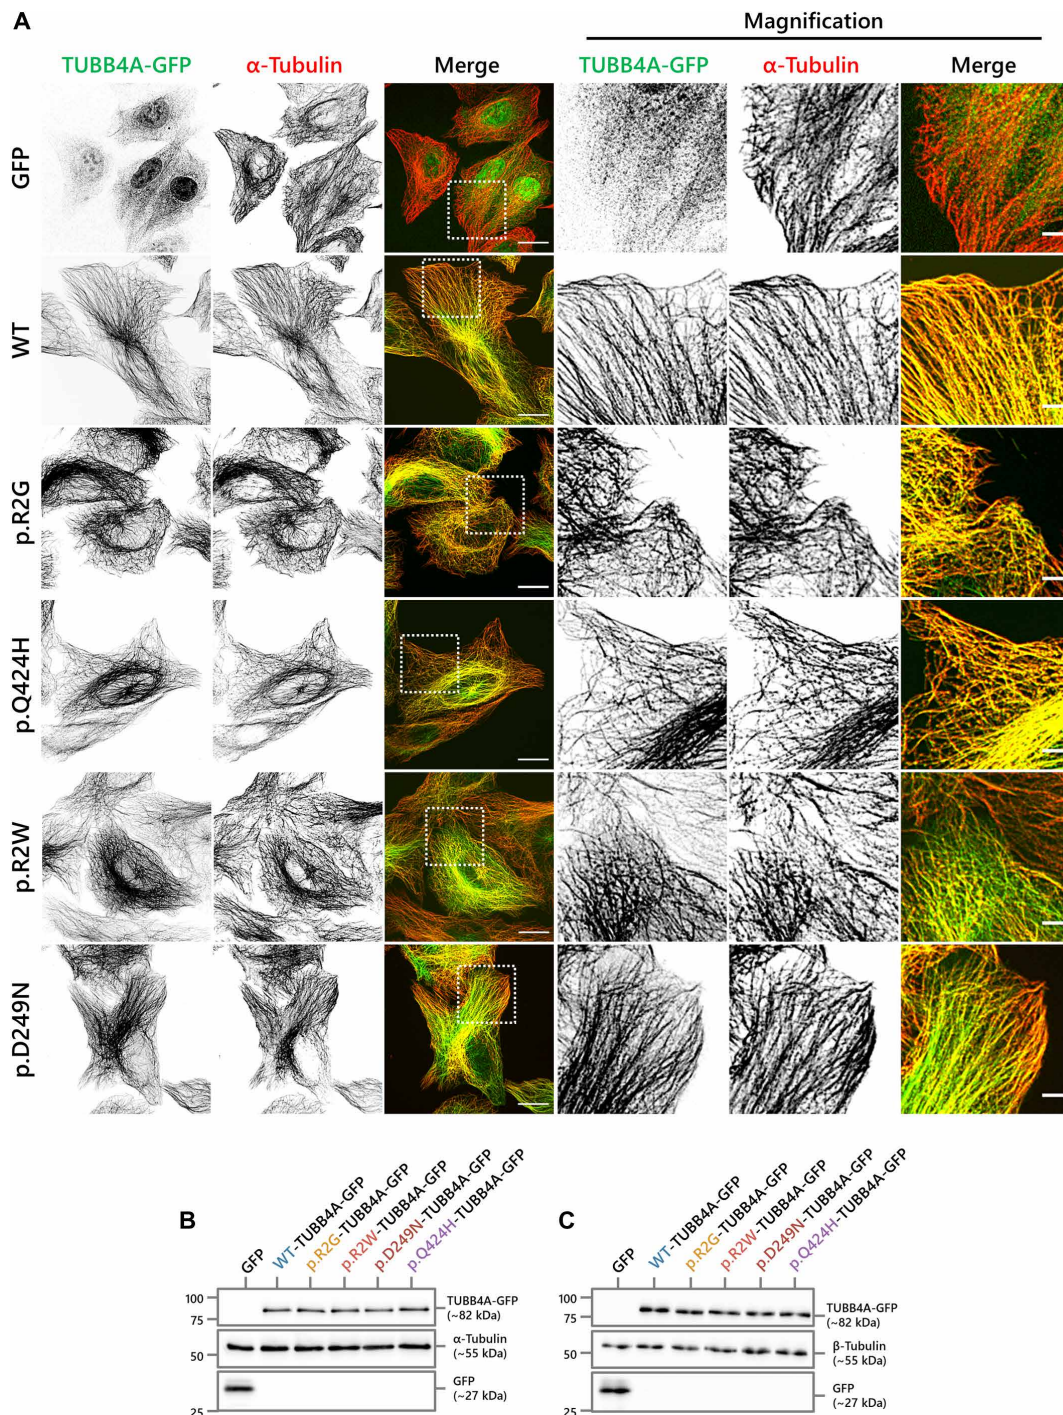 A
Magnification
TUBB4A-GFP α-Tubulin Merge TUBB4A-GFP α-Tubulin Merge
GFP
WT
p.R2G
p.Q424H
p.R2W
p.D249N
B
GFP
WT-TUBB4A-GFP
p.R2G-TUBB4A-GFP
p.R2W-TUBB4A-GFP
p.D249N-TUBB4A-GFP
p.Q424H-TUBB4A-GFP
100
75
TUBB4A-GFP
(~82 kDa)
50
α-Tubulin
(~55 kDa)
GFP
(~27 kDa)
25
C
GFP
WT-TUBB4A-GFP
p.R2G-TUBB4A-GFP
p.R2W-TUBB4A-GFP
p.D249N-TUBB4A-GFP
p.Q424H-TUBB4A-GFP
100
75
TUBB4A-GFP
(~82 kDa)
50
β-Tubulin
(~55 kDa)
GFP
(~27 kDa)
25